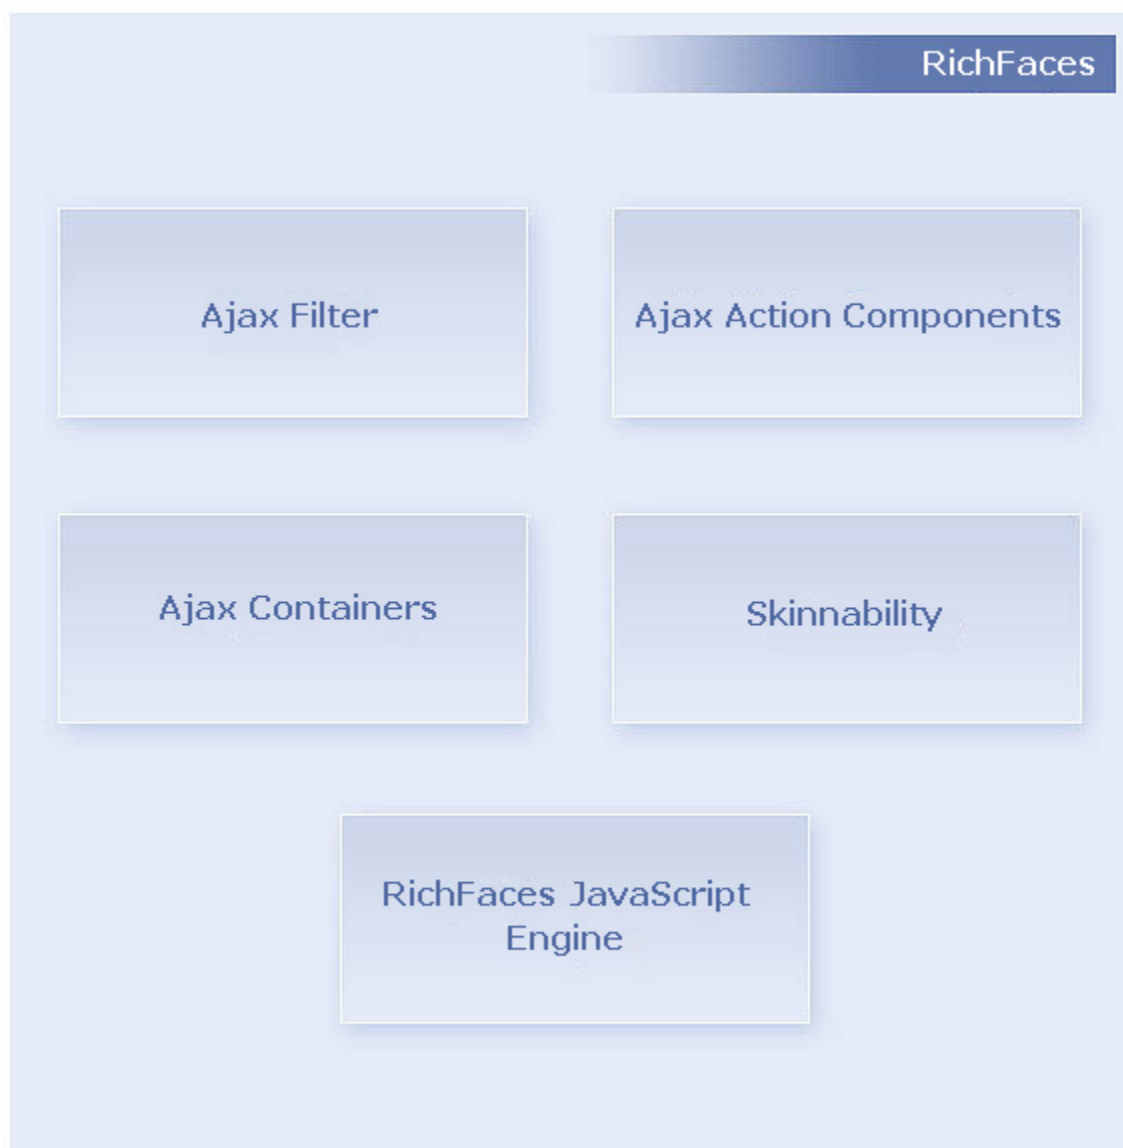 RichFaces
Ajax Filter
Ajax Action Components
Ajax Containers
Skinnability
RichFaces JavaScript
Engine